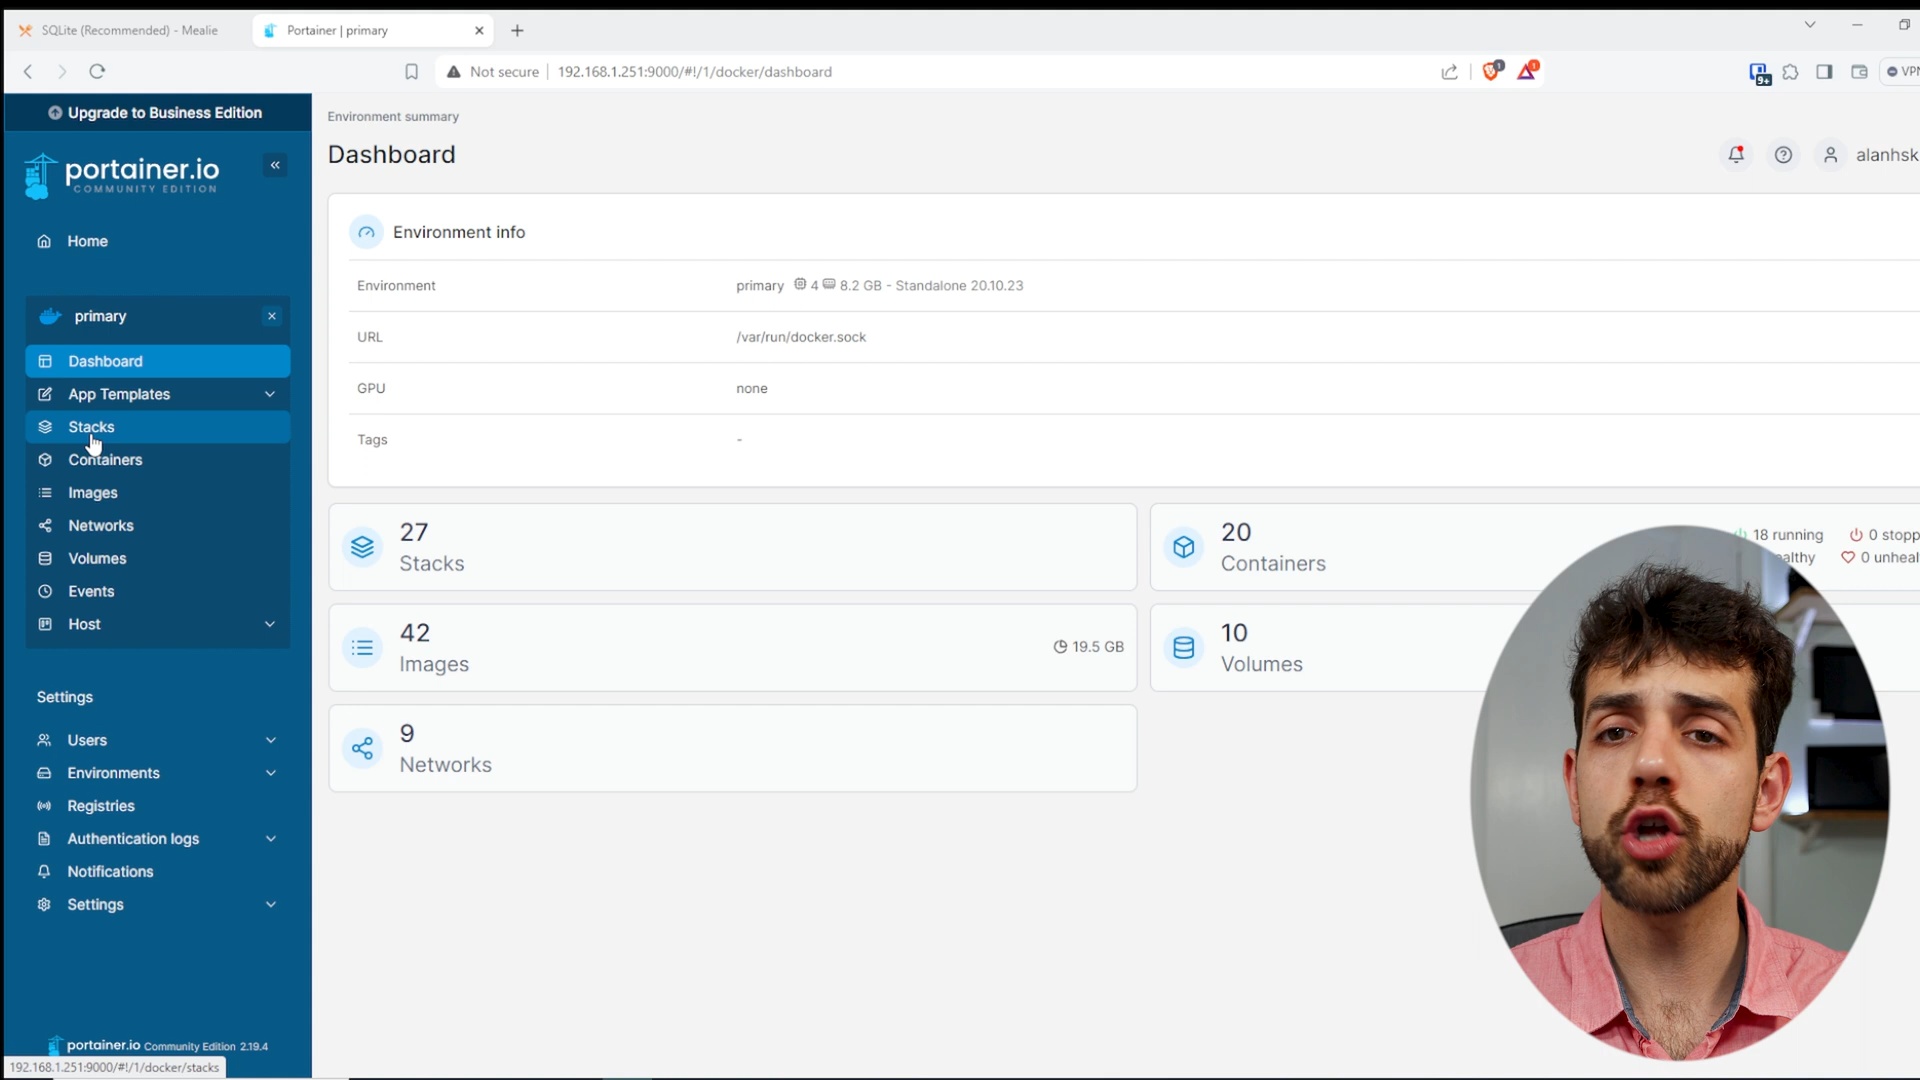 SQLite (Recommended) - Mealie
Portainer | primary
Not secure
192.168.1.251:9000/#!/1/docker/dashboard
1
1
9+
Upgrade to Business Edition
portainer.io
COMMUNITY EDITION
Home
primary
Dashboard
App Templates
Stacks
Containers
Images
Networks
Volumes
Events
Host
Settings
Users
Environments
Registries
Authentication logs
Notifications
Settings
portainer.io Community Edition 2.19.4
192.168.1.251:9000/#!/1/docker/stacks
Environment summary
Dashboard
Environment info
Environment primary 4 8.2 GB - Standalone 20.10.23
URL /var/run/docker.sock
GPU none
Tags -
27
Stacks
20
Containers
18 running
0
0
42
Images
19.5 GB
10
Volumes
9
Networks